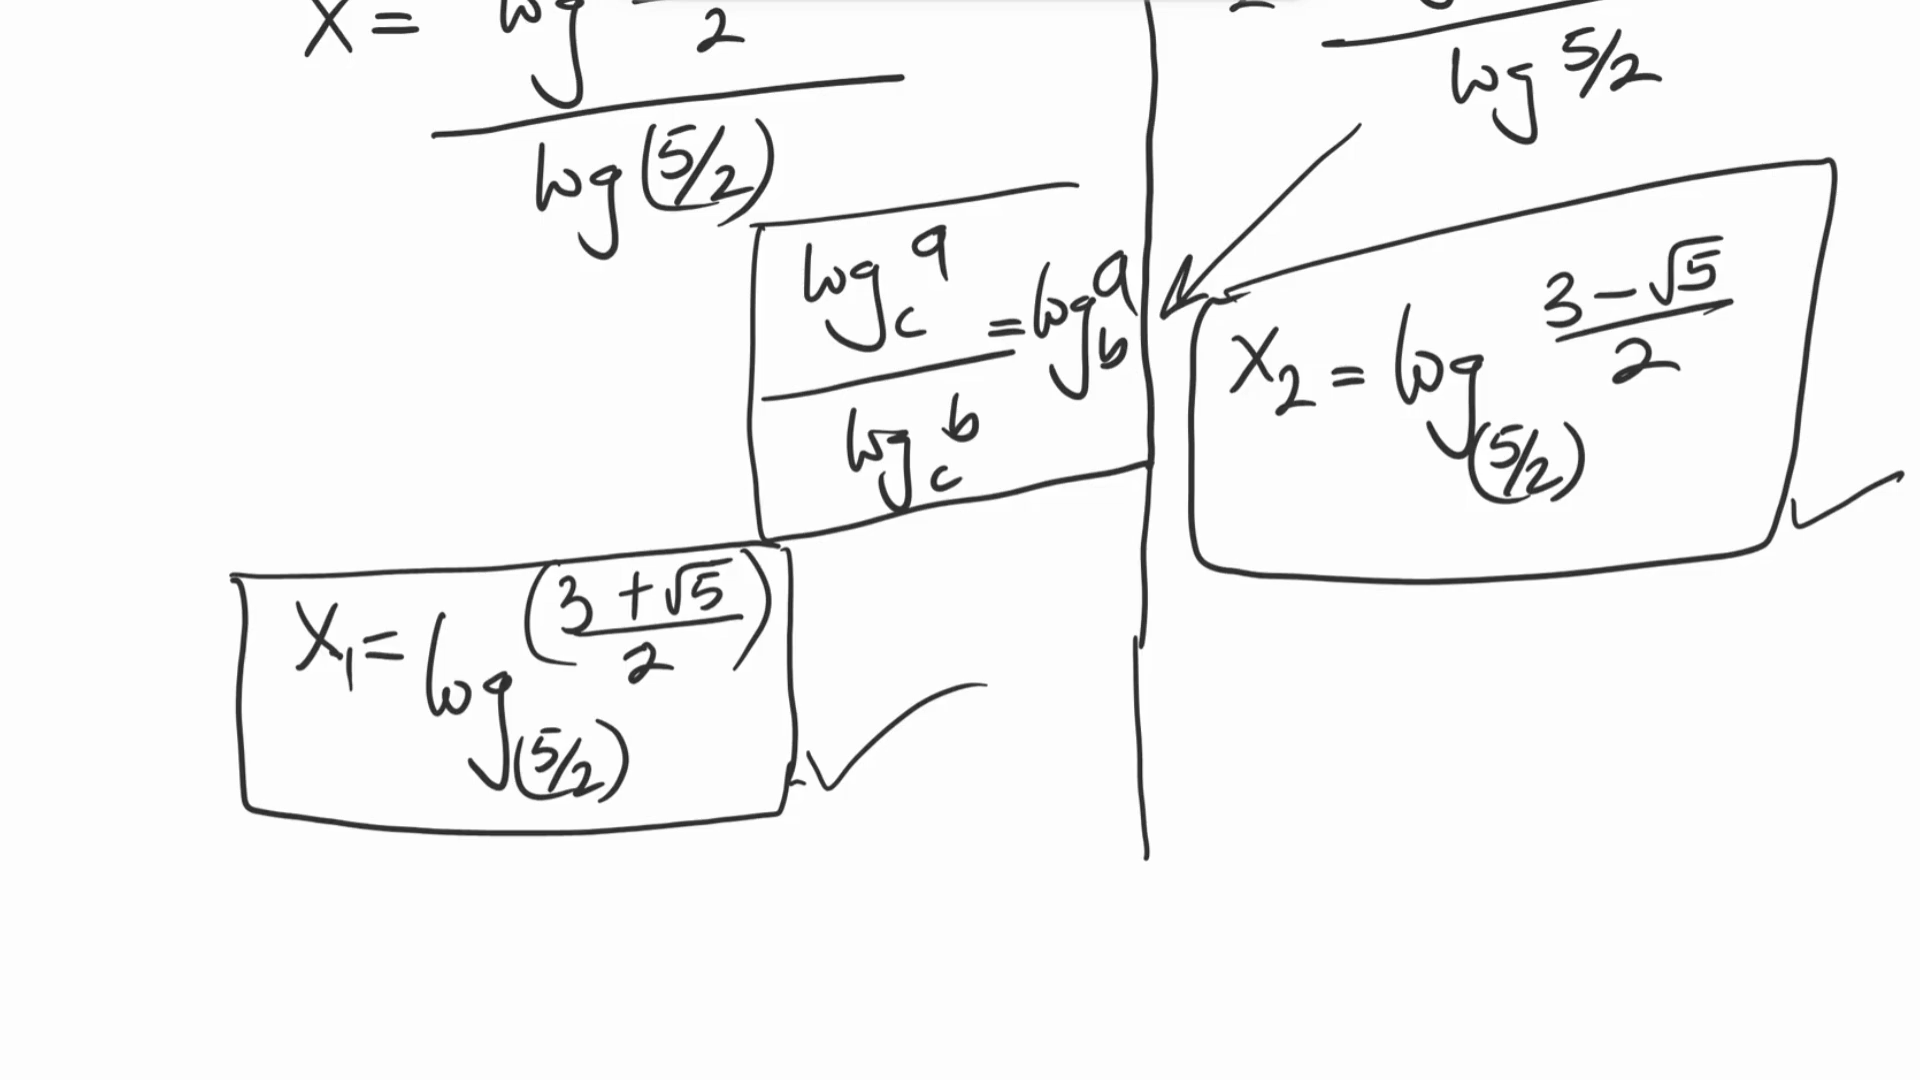 X = log 2
log (5/2)
log_c a / log_c b = log_b a
X₁ = log_(5/2) ((3 + √5)/2)
log 5/2
X₂ = log_(5/2) (3 − √5)/2